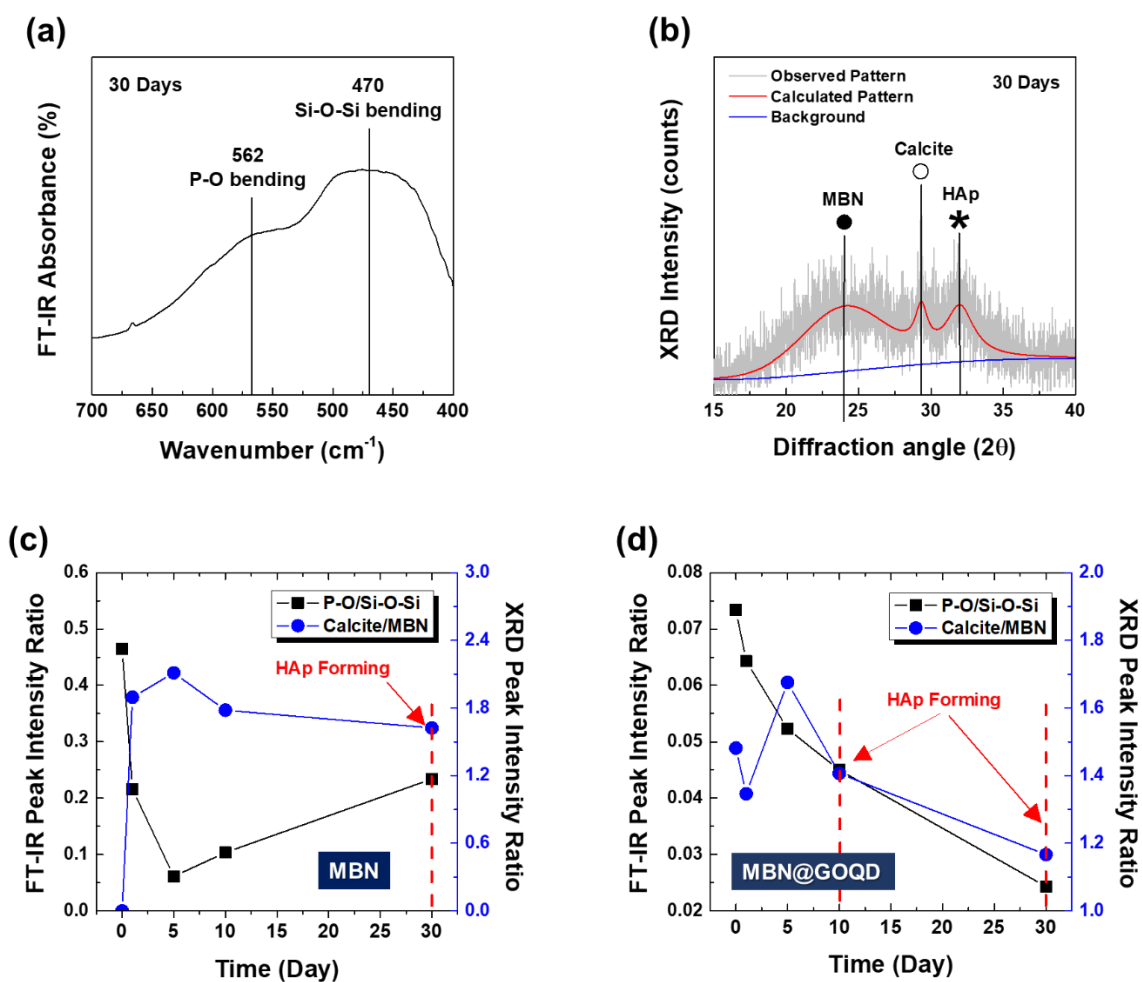 (a)
30 Days
470
Si-O-Si bending
562
P-O bending
FT-IR Absorbance (%)
700 650 600 550 500 450 400
Wavenumber (cm⁻¹)
(b)
Observed Pattern
Calculated Pattern
Background
30 Days
Calcite
MBN
HAp
*
XRD Intensity (counts)
15 20 25 30 35 40
Diffraction angle (2θ)
(c)
P-O/Si-O-Si
Calcite/MBN
HAp Forming
MBN
FT-IR Peak Intensity Ratio
0.6
0.5
0.4
0.3
0.2
0.1
0.0
XRD Peak Intensity Ratio
3.0
2.4
1.8
1.2
0.6
0.0
0 5 10 15 20 25 30
Time (Day)
(d)
P-O/Si-O-Si
Calcite/MBN
HAp Forming
MBN@GOQD
FT-IR Peak Intensity Ratio
0.08
0.07
0.06
0.05
0.04
0.03
0.02
XRD Peak Intensity Ratio
2.0
1.8
1.6
1.4
1.2
1.0
0 5 10 15 20 25 30
Time (Day)